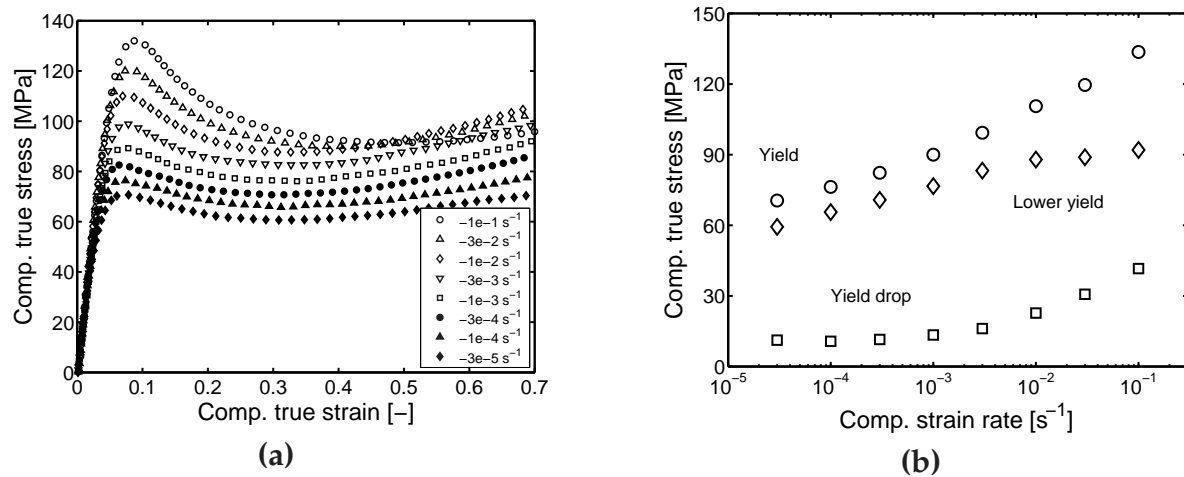 Comp. true stress [MPa]
140
120
100
80
60
40
20
0
0
0.1
0.2
0.3
0.4
0.5
0.6
0.7
Comp. true strain [−]
−1e−1 s⁻¹
−3e−2 s⁻¹
−1e−2 s⁻¹
−3e−3 s⁻¹
−1e−3 s⁻¹
−3e−4 s⁻¹
−1e−4 s⁻¹
−3e−5 s⁻¹
(a)
Comp. true stress [MPa]
150
120
90
60
30
0
Yield
Lower yield
Yield drop
10⁻⁵
10⁻⁴
10⁻³
10⁻²
10⁻¹
Comp. strain rate [s⁻¹]
(b)